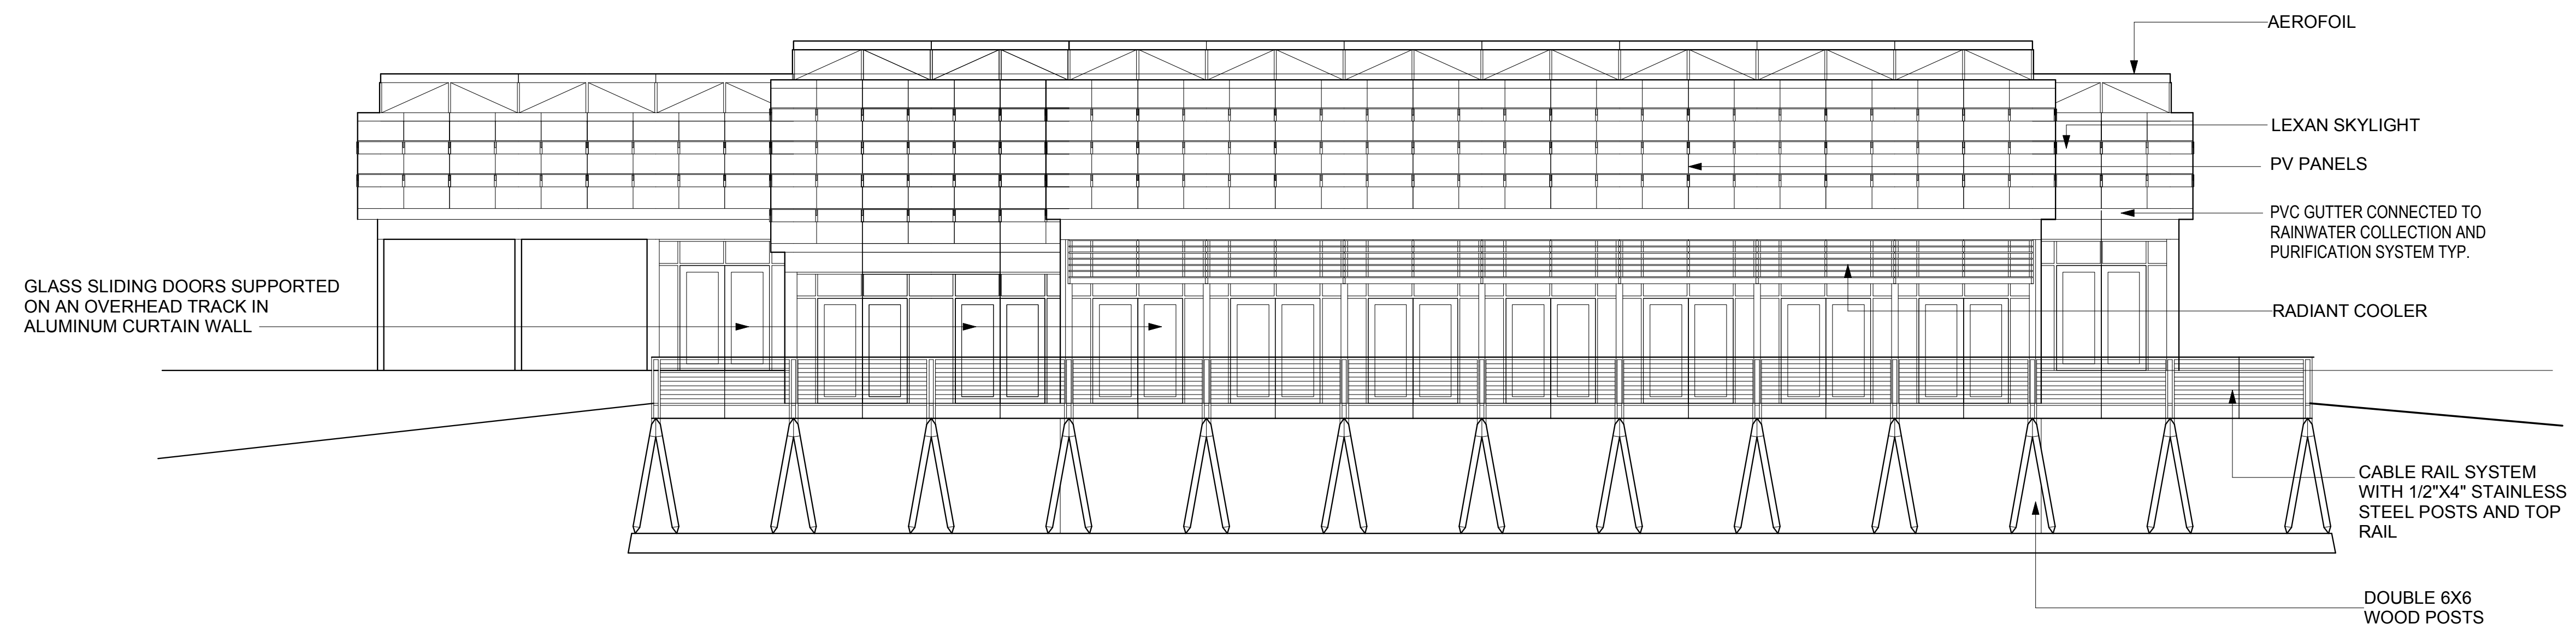 AEROFOIL
LEXAN SKYLIGHT
PV PANELS
PVC GUTTER CONNECTED TO
RAINWATER COLLECTION AND
PURIFICATION SYSTEM TYP.
GLASS SLIDING DOORS SUPPORTED
ON AN OVERHEAD TRACK IN
ALUMINUM CURTAIN WALL
RADIANT COOLER
CABLE RAIL SYSTEM
WITH 1/2"X4" STAINLESS
STEEL POSTS AND TOP
RAIL
DOUBLE 6X6
WOOD POSTS